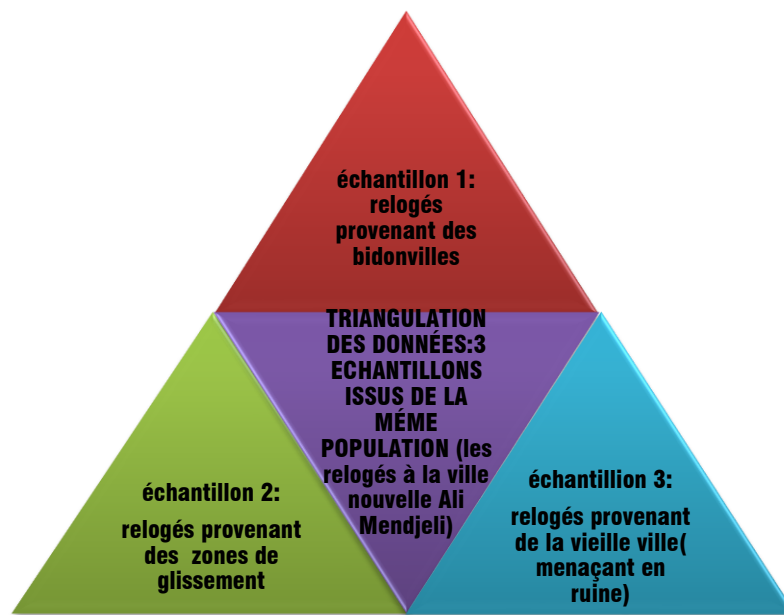 échantillon 1:
relogés
provenant des
bidonvilles
TRIANGULATION
DES DONNÉES:3
ECHANTILLONS
ISSUS DE LA
MÉME
POPULATION (les
relogés à la ville
nouvelle Ali
Mendjeli)
échantillon 2:
relogés provenant
des zones de
glissement
échantillion 3:
relogés provenant
de la vieille ville(
menaçant en
ruine)